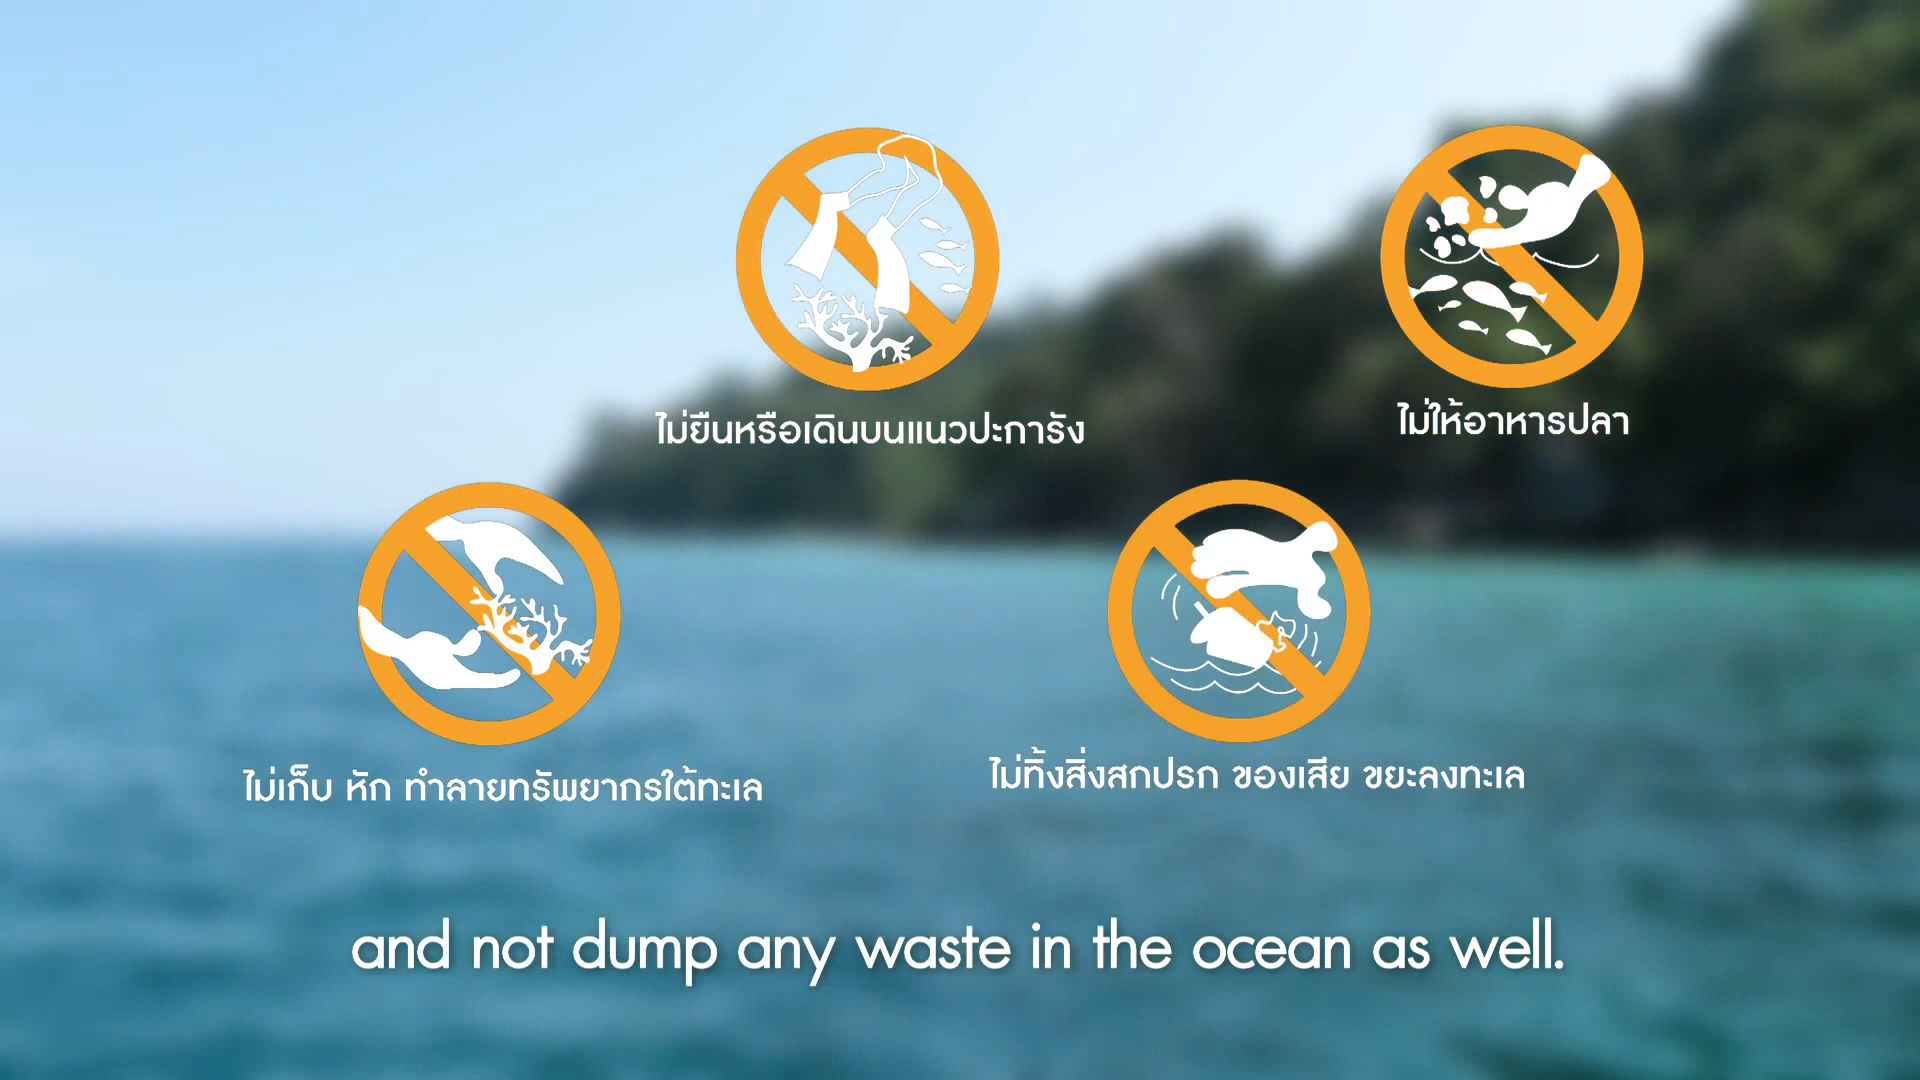 ไม่ยืนหรือเดินบนแนวปะการัง
ไม่ให้อาหารปลา
ไม่เก็บ หัก ทำลายทรัพยากรใต้ทะเล
ไม่ทิ้งสิ่งสกปรก ของเสีย ขยะลงทะเล
and not dump any waste in the ocean as well.